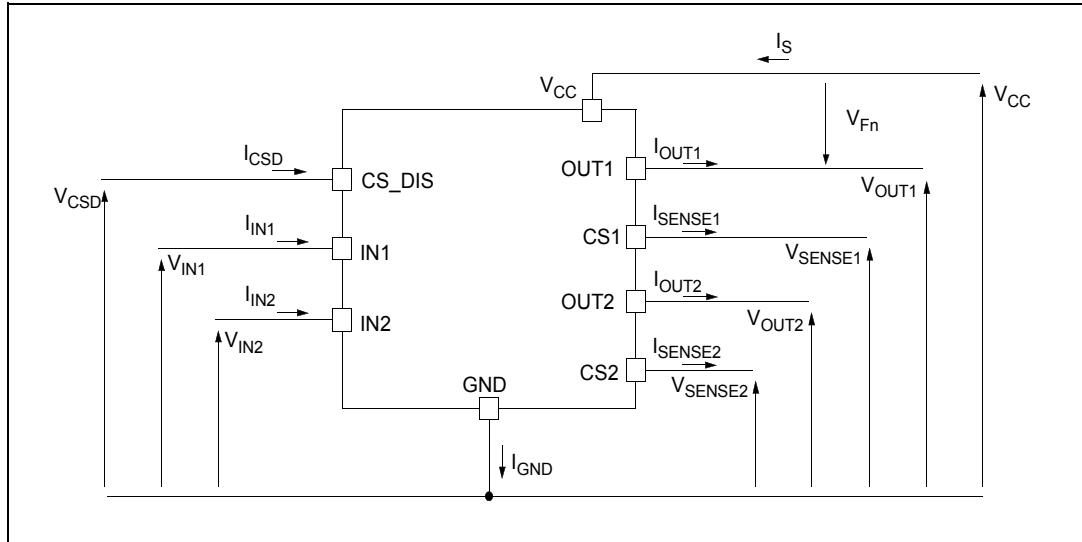 I_S
V_CC
V_CC
V_Fn
I_CSD
I_OUT1
CS_DIS
OUT1
V_CSD
V_OUT1
I_IN1
I_SENSE1
IN1
CS1
V_IN1
V_SENSE1
I_IN2
I_OUT2
IN2
OUT2
V_IN2
V_OUT2
I_SENSE2
CS2
GND
V_SENSE2
I_GND